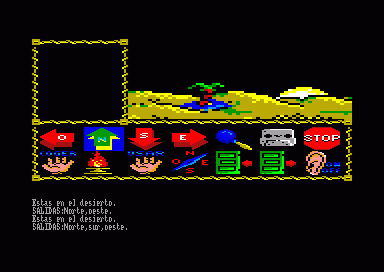 O N S E STOP
N
O E
S
Estas en el desierto.
SALIDAS:Norte,oeste.
Estas en el desierto.
SALIDAS:Norte,sur,oeste.